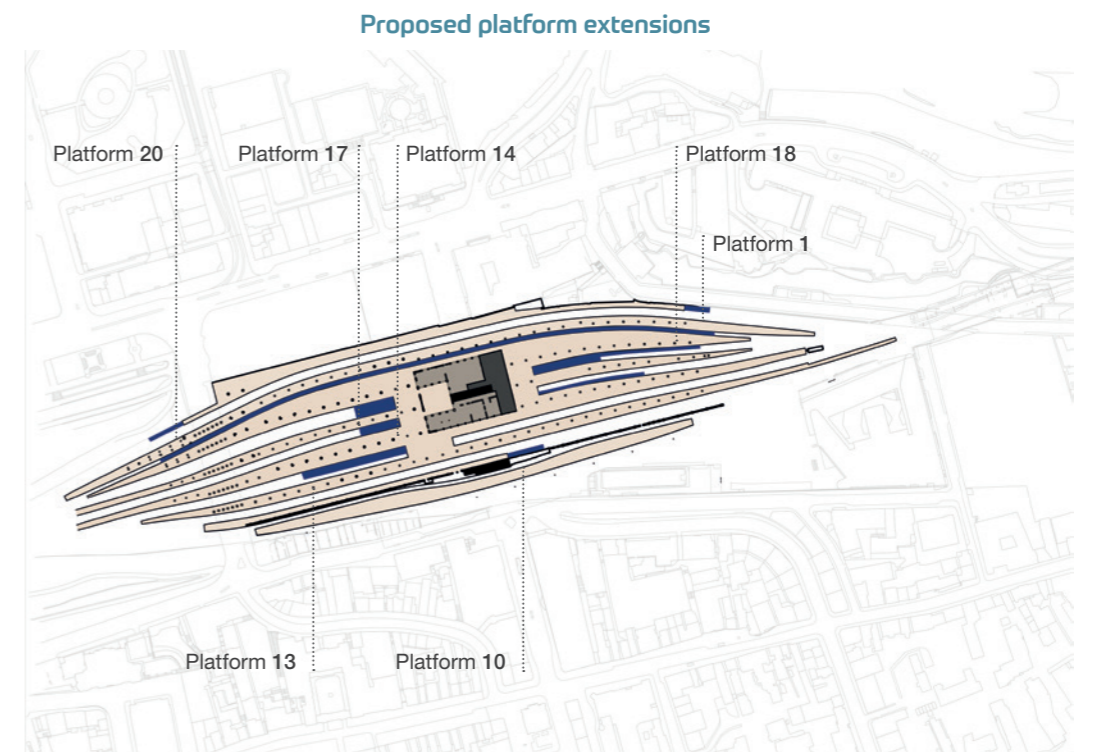 Proposed platform extensions
Platform 20
Platform 17
Platform 14
Platform 18
Platform 1
Platform 13
Platform 10